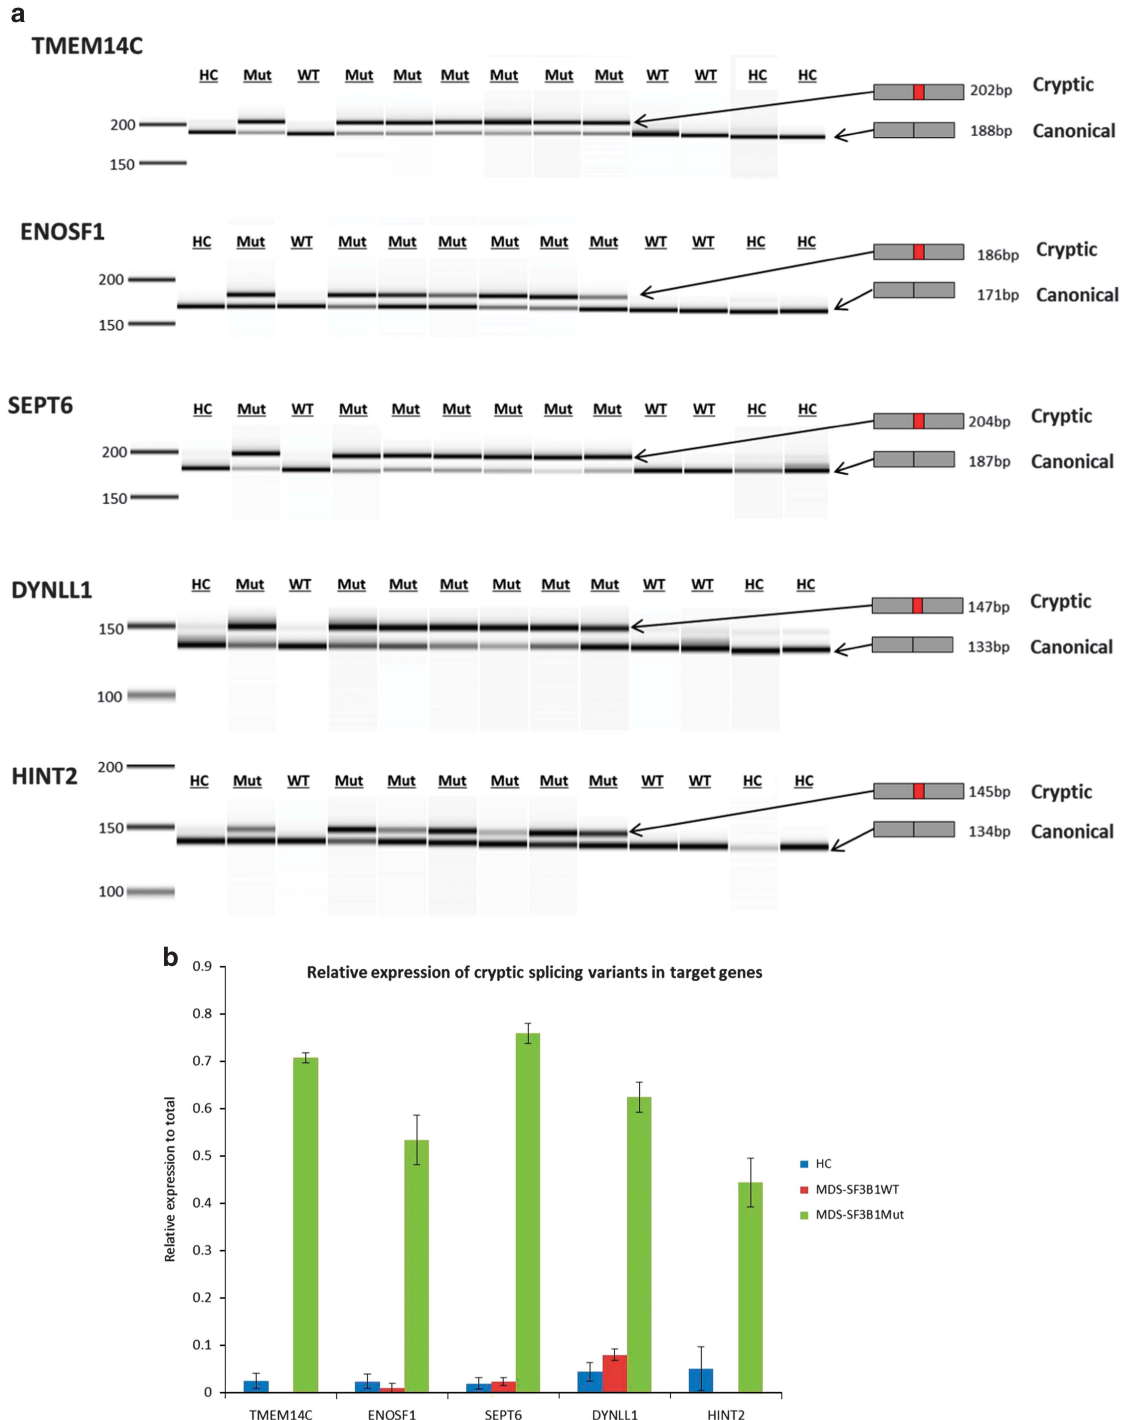 a
TMEM14C
HC Mut WT Mut Mut Mut Mut Mut Mut WT WT HC HC
202bp Cryptic
200
188bp Canonical
150
ENOSF1
HC Mut WT Mut Mut Mut Mut Mut Mut WT WT HC HC
186bp Cryptic
200
171bp Canonical
150
SEPT6
HC Mut WT Mut Mut Mut Mut Mut Mut WT WT HC HC
204bp Cryptic
200
187bp Canonical
150
DYNLL1
HC Mut WT Mut Mut Mut Mut Mut Mut WT WT HC HC
147bp Cryptic
150
133bp Canonical
100
HINT2
200
HC Mut WT Mut Mut Mut Mut Mut Mut WT WT HC HC
145bp Cryptic
150
134bp Canonical
100
b
Relative expression of cryptic splicing variants in target genes
Relative expression to total
0.9
0.8
0.7
0.6
0.5
0.4
0.3
0.2
0.1
0
HC
MDS-SF3B1WT
MDS-SF3B1Mut
TMEM14C ENOSF1 SEPT6 DYNLL1 HINT2